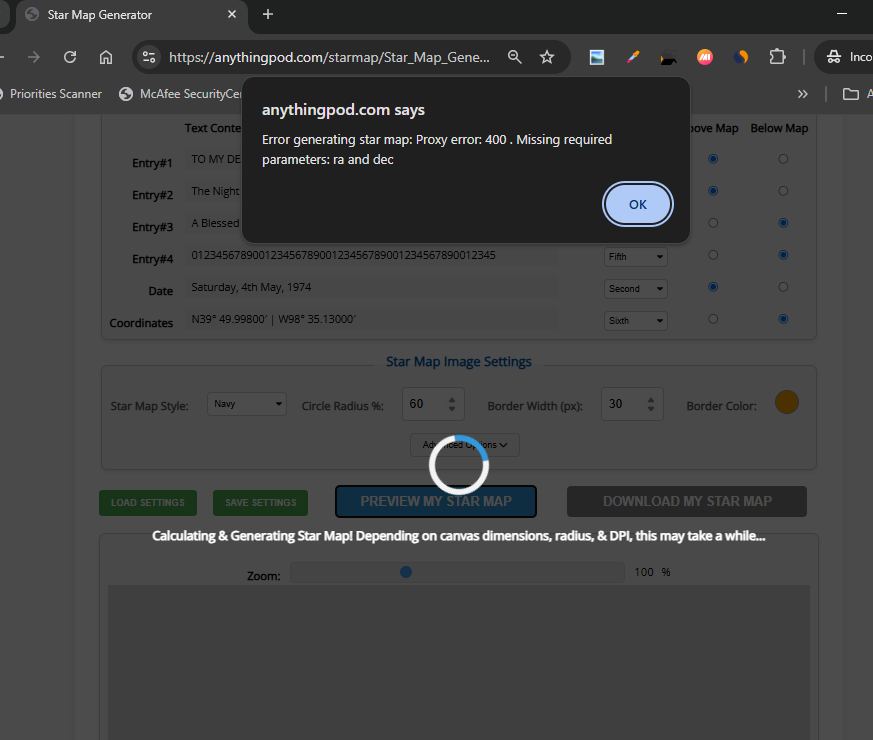 Star Map Generator
https://anythingpod.com/starmap/Star_Map_Gene...
Inco
Priorities Scanner
McAfee SecurityCe
anythingpod.com says
Error generating star map: Proxy error: 400 . Missing required
parameters: ra and dec
OK
Text Conte
Map Below Map
Entry#1 TO MY DE
Entry#2 The Night
Entry#3 A Blessed
Entry#4 01234567890012345678900123456789001234567890012345 Fifth
Date Saturday, 4th May, 1974 Second
Coordinates N39° 49.99800′ | W98° 35.13000′ Sixth
Star Map Image Settings
Star Map Style: Navy Circle Radius %: 60 Border Width (px): 30 Border Color:
Advanced Options
LOAD SETTINGS SAVE SETTINGS PREVIEW MY STAR MAP DOWNLOAD MY STAR MAP
Calculating & Generating Star Map! Depending on canvas dimensions, radius, & DPI, this may take a while...
Zoom: 100 %